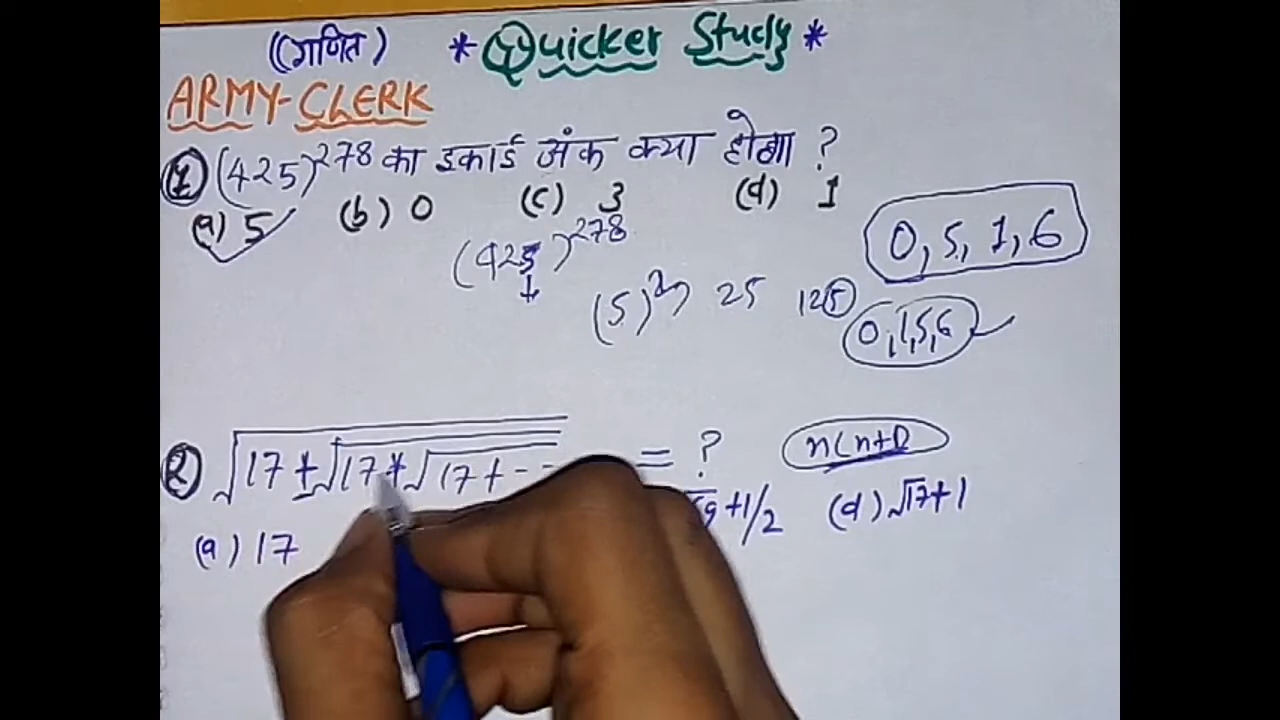 ((गणित) * Quicker Study *
ARMY-CLERK
① (425)^278 का इकाई अंक क्या होगा ?
(a) 5 (b) 0 (c) 3 (d) 1
(425)^278
0, 5, 1, 6
(5)^2 25 125
0, 1, 5, 6
② √17+√17+√17+-- = ?
n(n+1)
(a) 17 +1/2 (d) √17+1